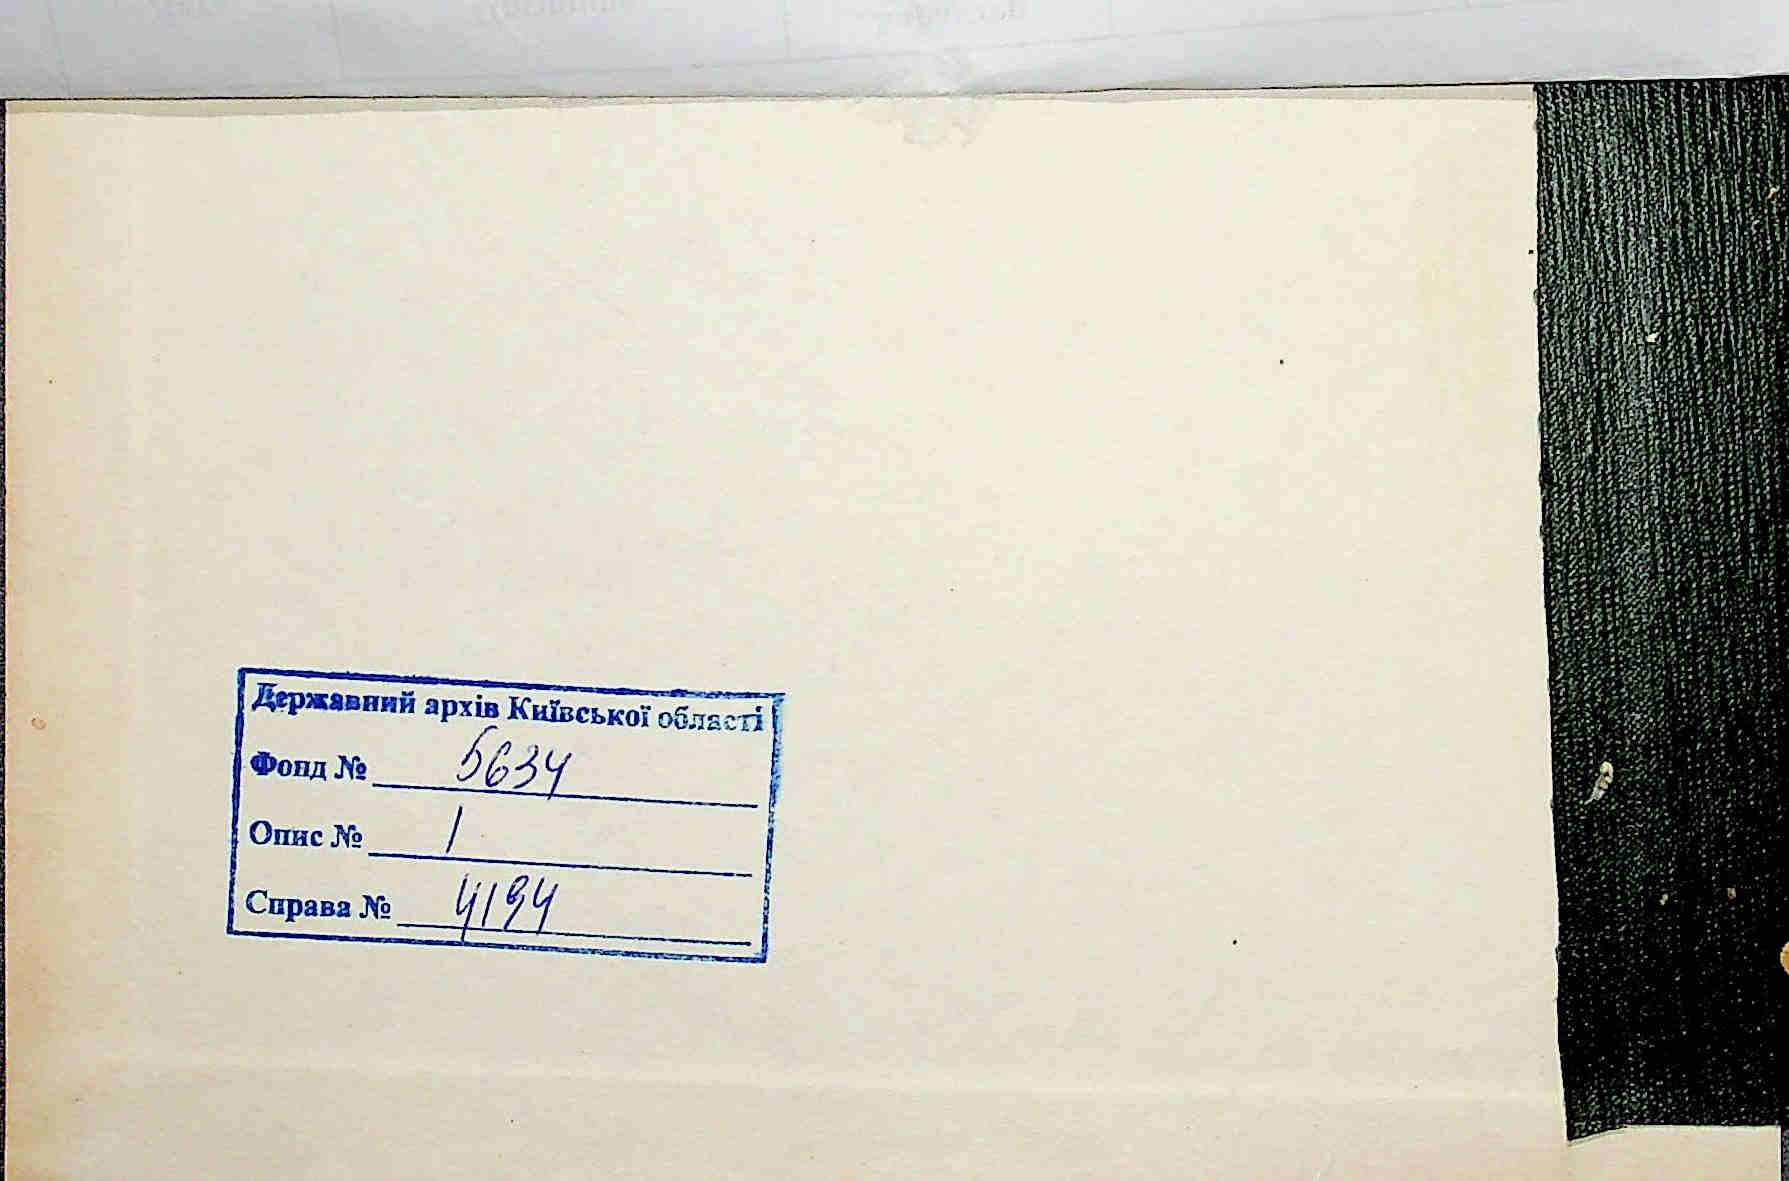 Державний архів Київської області
Фонд № 5634
Опис № 1
Справа № 4194